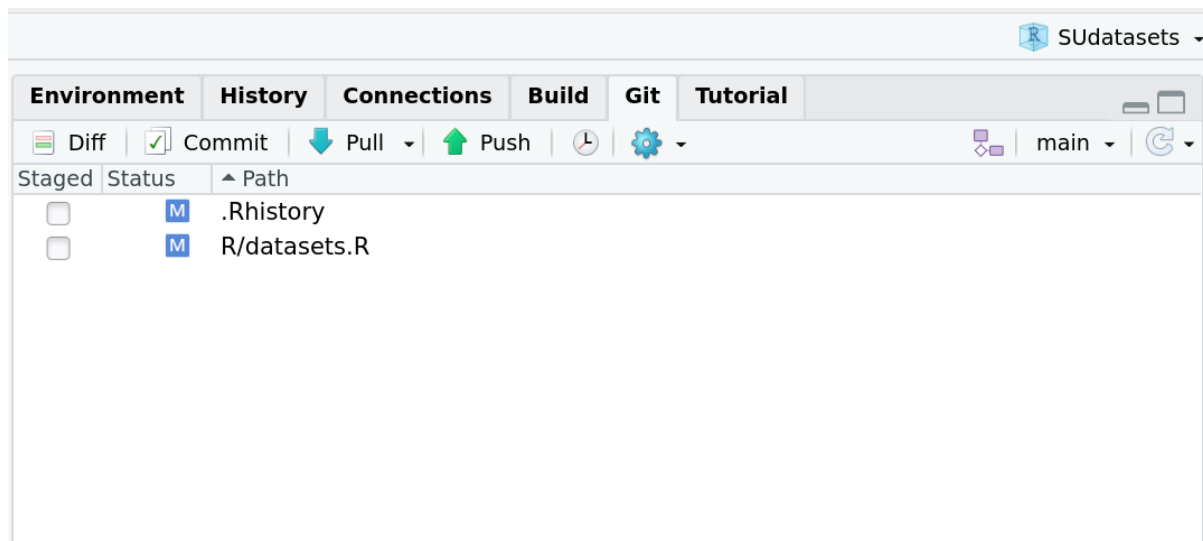 SUdatasets
Environment History Connections Build Git Tutorial
Diff Commit Pull Push main
Staged Status Path
M .Rhistory
M R/datasets.R